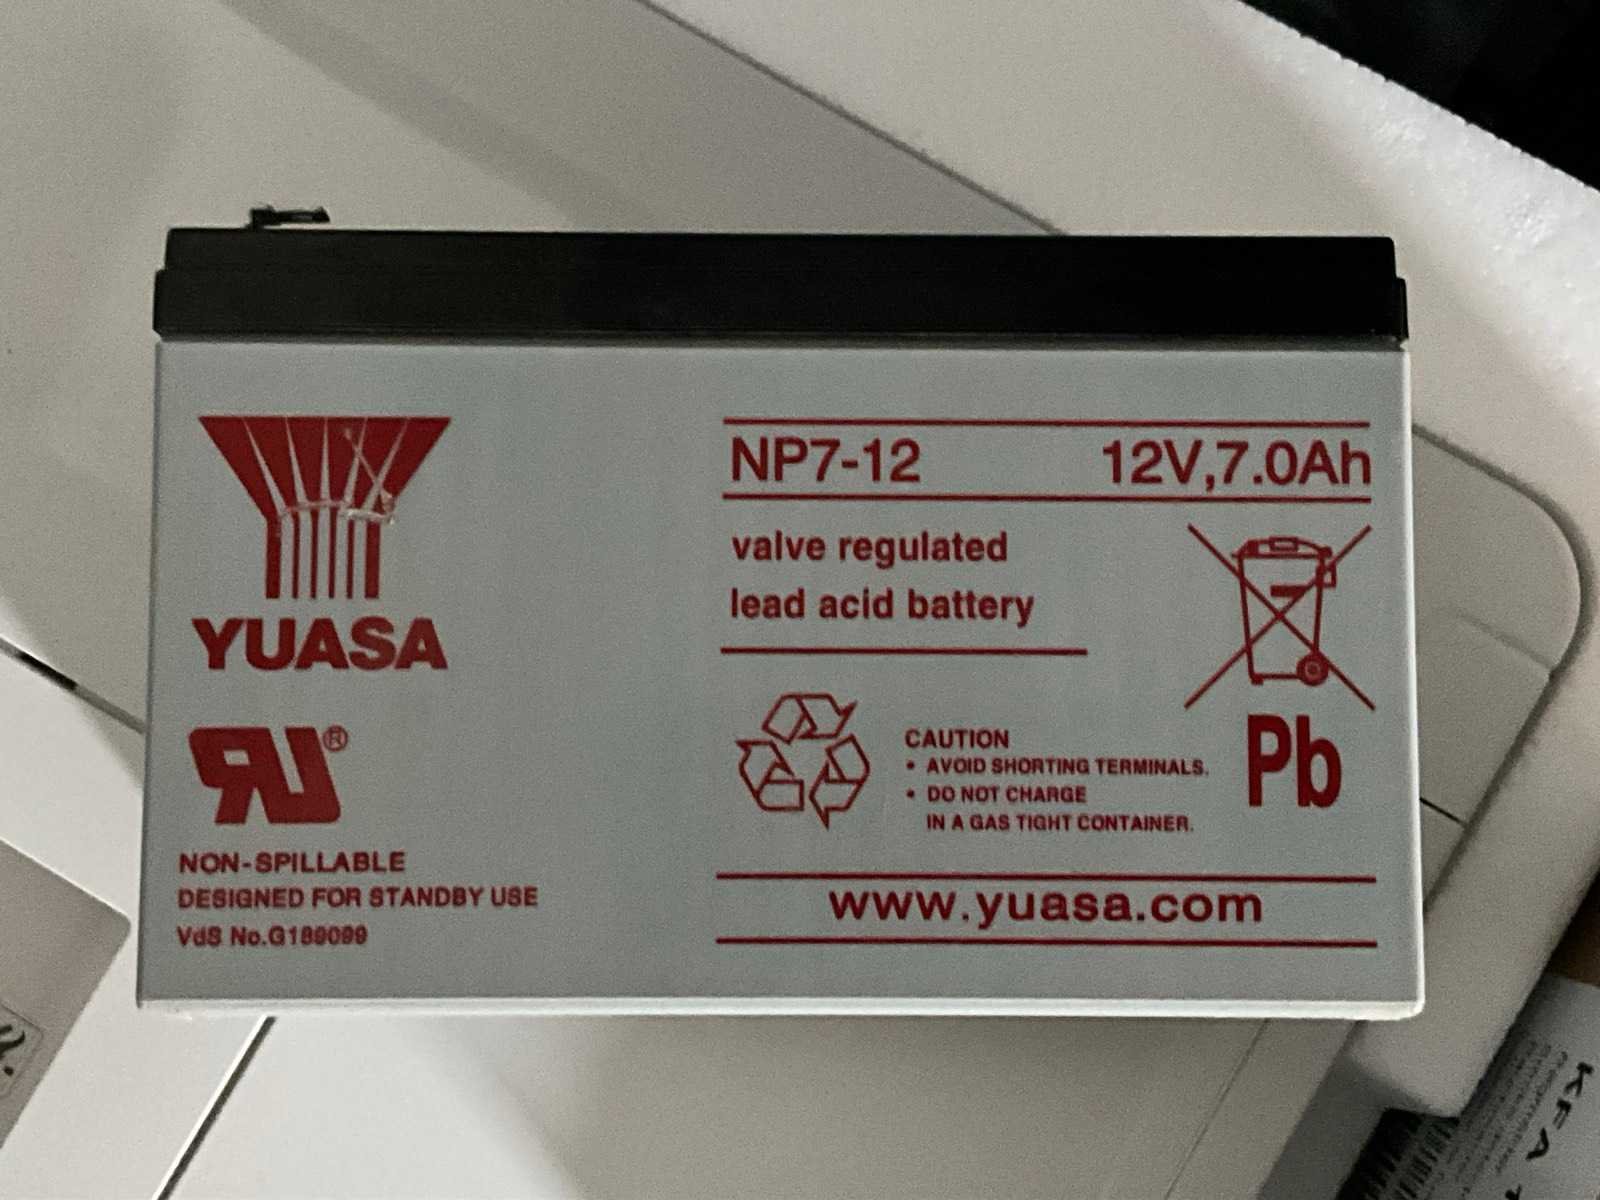 NP7-12 12V,7.0Ah
valve regulated
lead acid battery
YUASA
Pb
CAUTION
• AVOID SHORTING TERMINALS.
• DO NOT CHARGE
IN A GAS TIGHT CONTAINER.
NON-SPILLABLE
DESIGNED FOR STANDBY USE
VdS No.G189099
www.yuasa.com
KFA